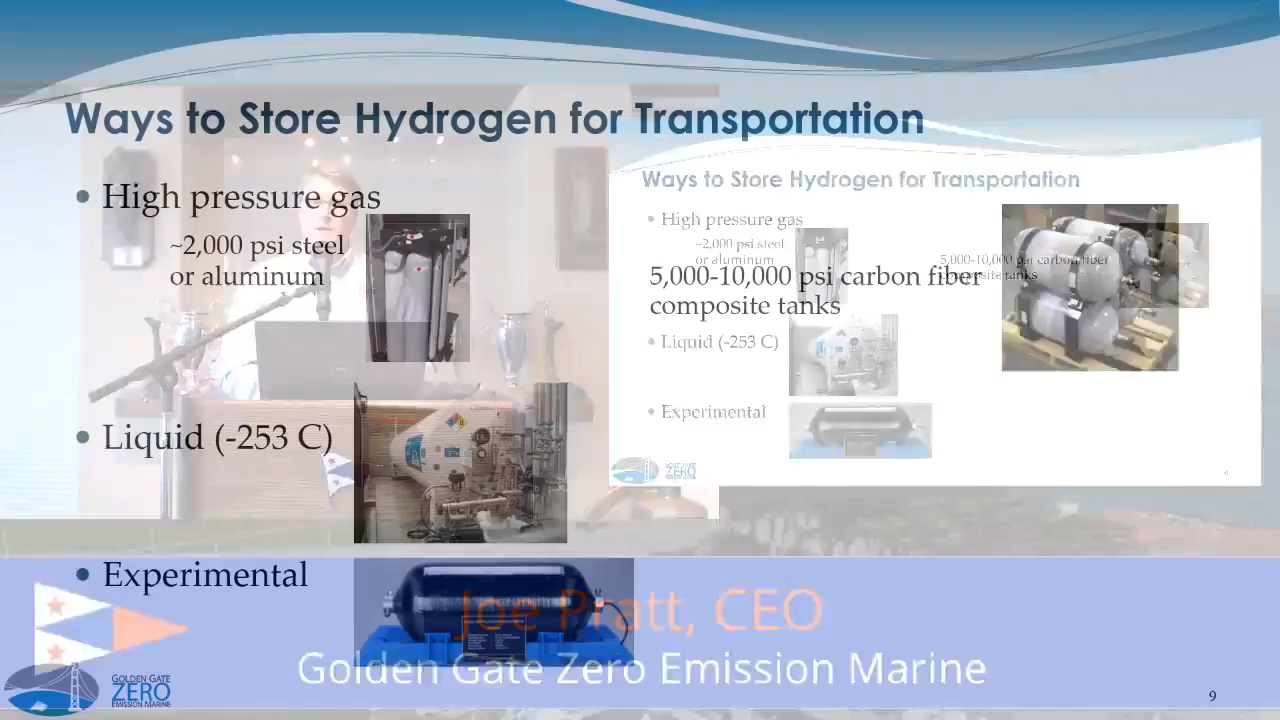 Ways to Store Hydrogen for Transportation
• High pressure gas
~2,000 psi steel
or aluminum
5,000-10,000 psi carbon fiber
composite tanks
• Liquid (-253 C)
• Experimental
Ways to Store Hydrogen for Transportation
• High pressure gas
~2,000 psi steel
or aluminum
5,000-10,000 psi carbon fiber
composite tanks
• Liquid (-253 C)
• Experimental
GOLDEN GATE
ZERO
Joe Pratt, CEO
Golden Gate Zero Emission Marine
GOLDEN GATE
ZERO
EMISSION MARINE
9